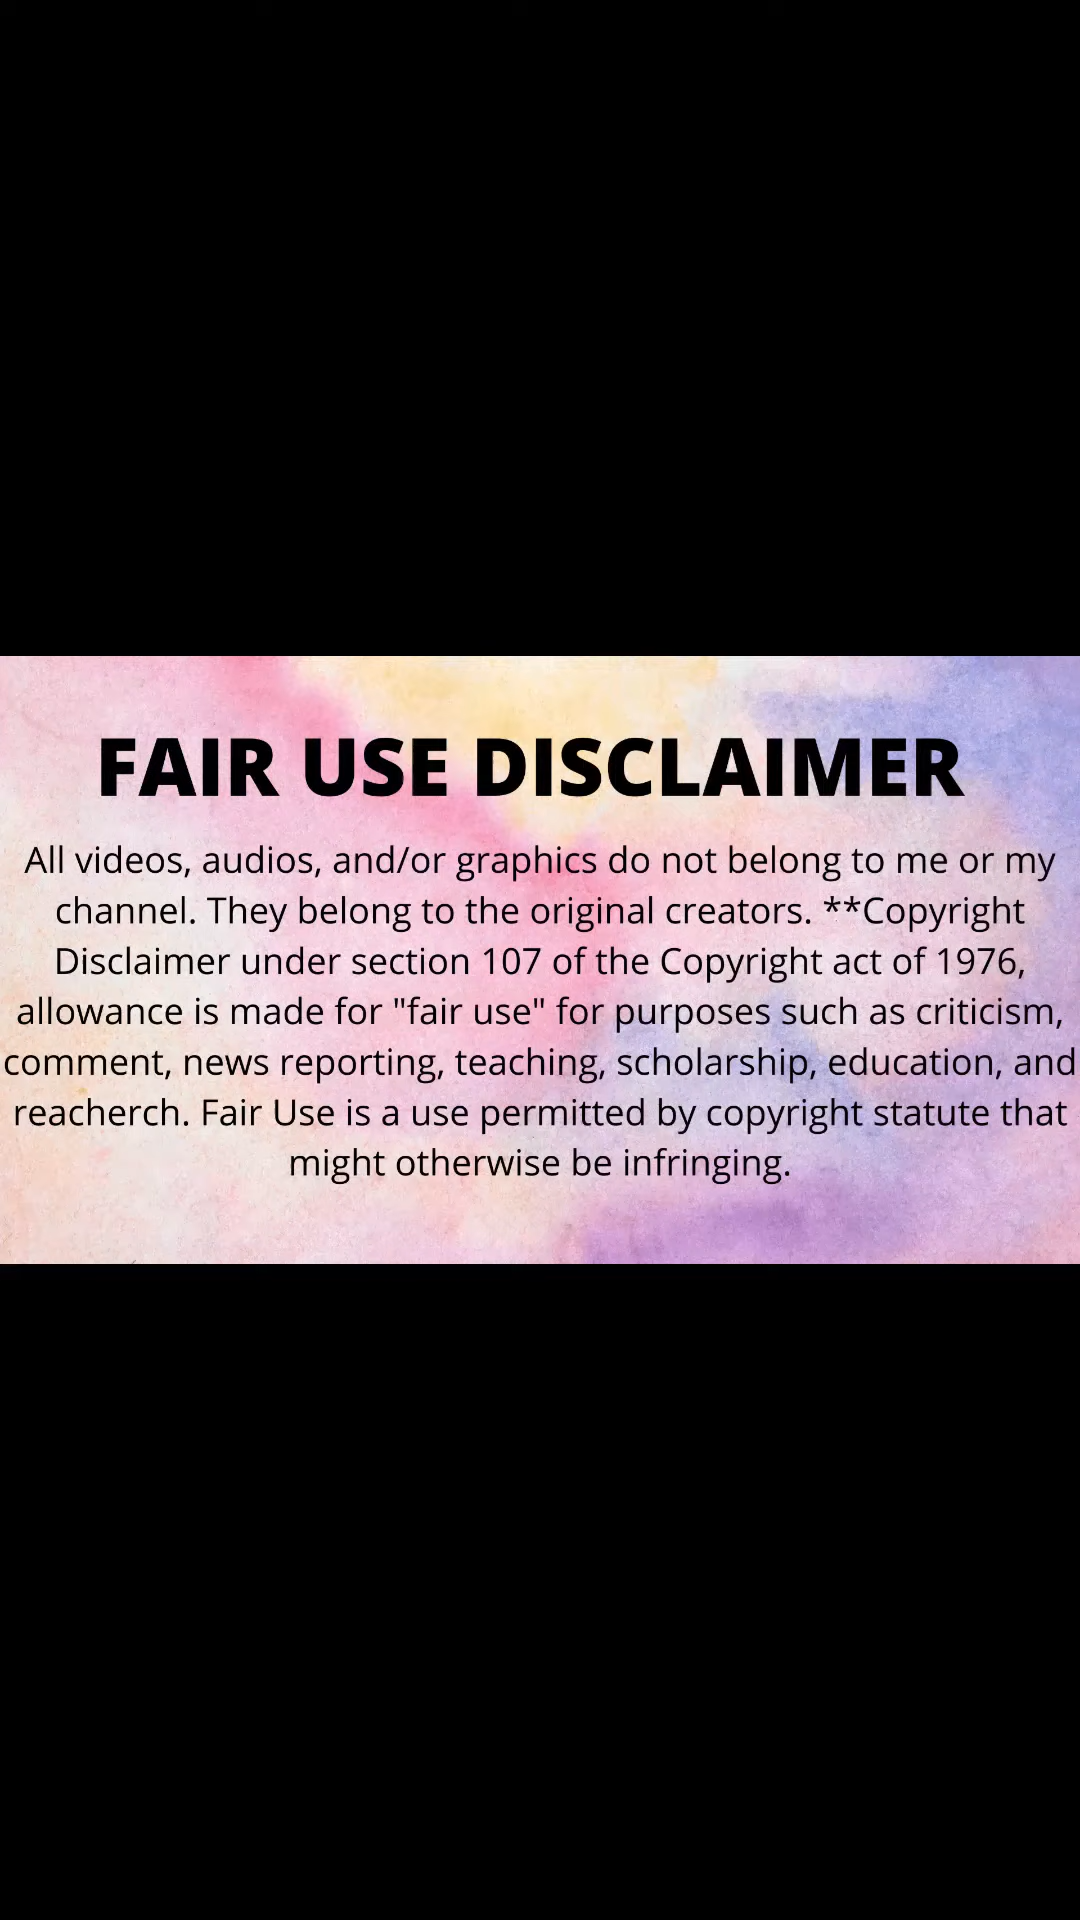 FAIR USE DISCLAIMER
All videos, audios, and/or graphics do not belong to me or my
channel. They belong to the original creators. **Copyright
Disclaimer under section 107 of the Copyright act of 1976,
allowance is made for "fair use" for purposes such as criticism,
comment, news reporting, teaching, scholarship, education, and
reacherch. Fair Use is a use permitted by copyright statute that
might otherwise be infringing.